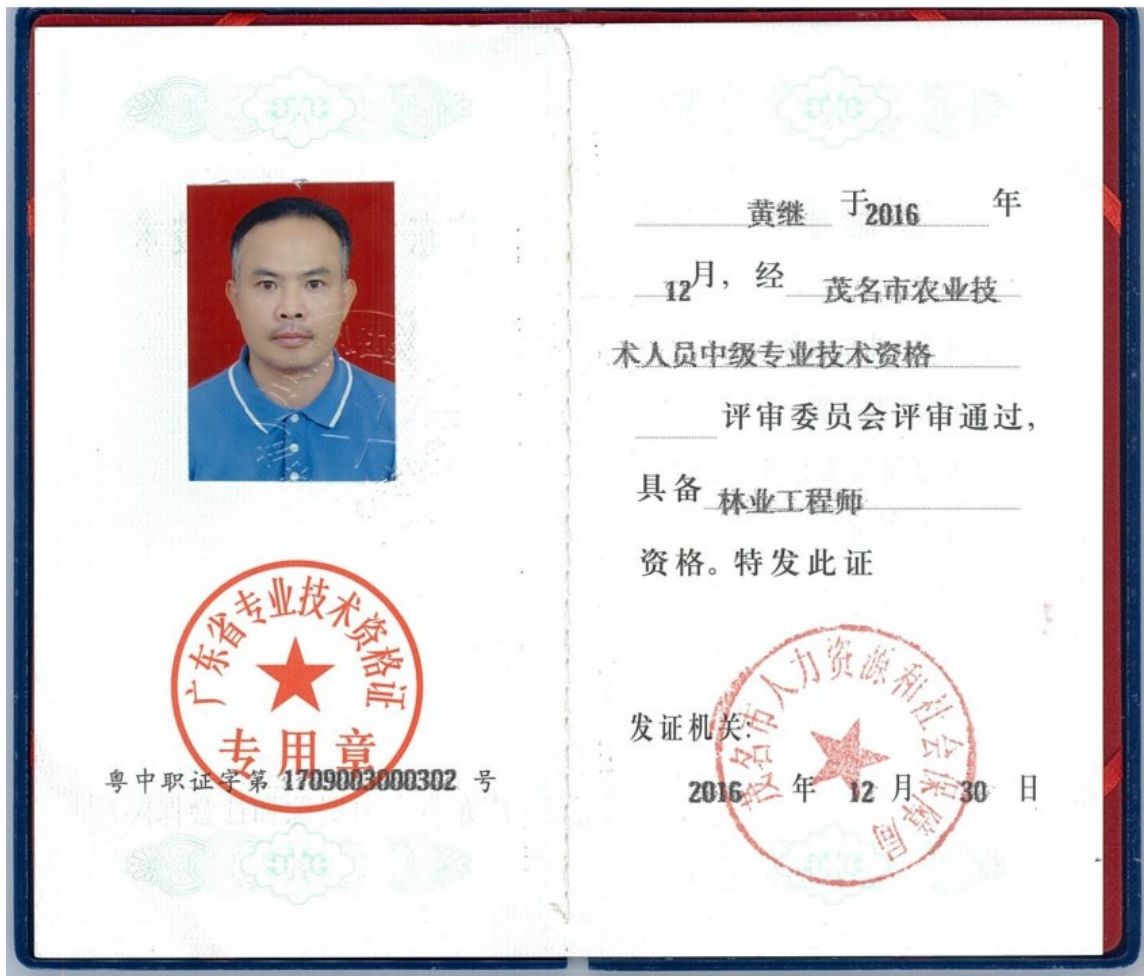 广东省专业技术资格证
专用章
粤中职证字第 1709003000302 号
黄继 于2016 年
12月，经 茂名市农业技
术人员中级专业技术资格
评审委员会评审通过，
具备 林业工程师
资格。特发此证
茂名市人力资源和社会保障局
发证机关：
2016 年 12 月 30 日